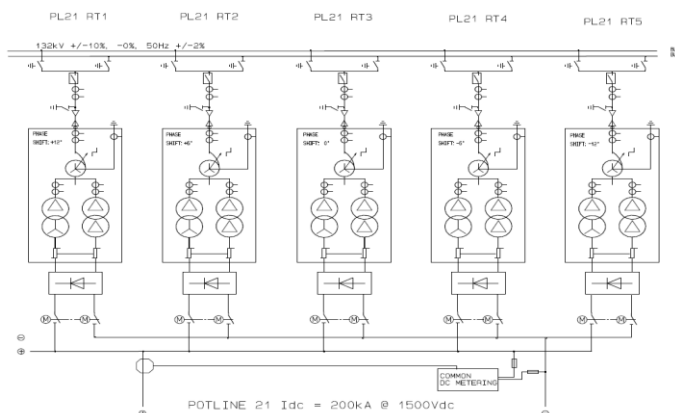 PL21 RT1
PL21 RT2
PL21 RT3
PL21 RT4
PL21 RT5
132kV +/-10%, -0%, 50Hz +/-2%
PHASE
SHIFT: +12°
PHASE
SHIFT: +6°
PHASE
SHIFT: 0°
PHASE
SHIFT: -6°
PHASE
SHIFT: -12°
M
M
M
M
M
M
M
M
M
M
COMMON
DC METERING
POTLINE 21 Idc = 200kA @ 1500Vdc